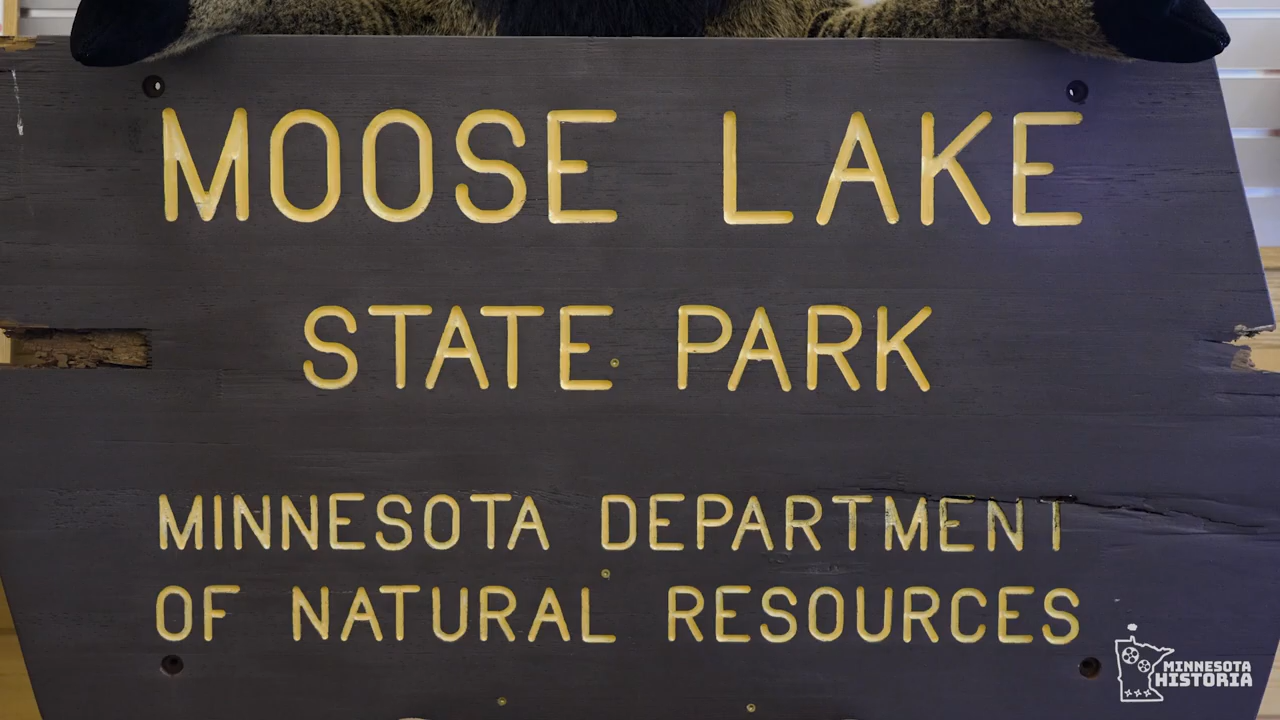 MOOSE LAKE
STATE PARK
MINNESOTA DEPARTMENT
OF NATURAL RESOURCES
MINNESOTA
HISTORIA